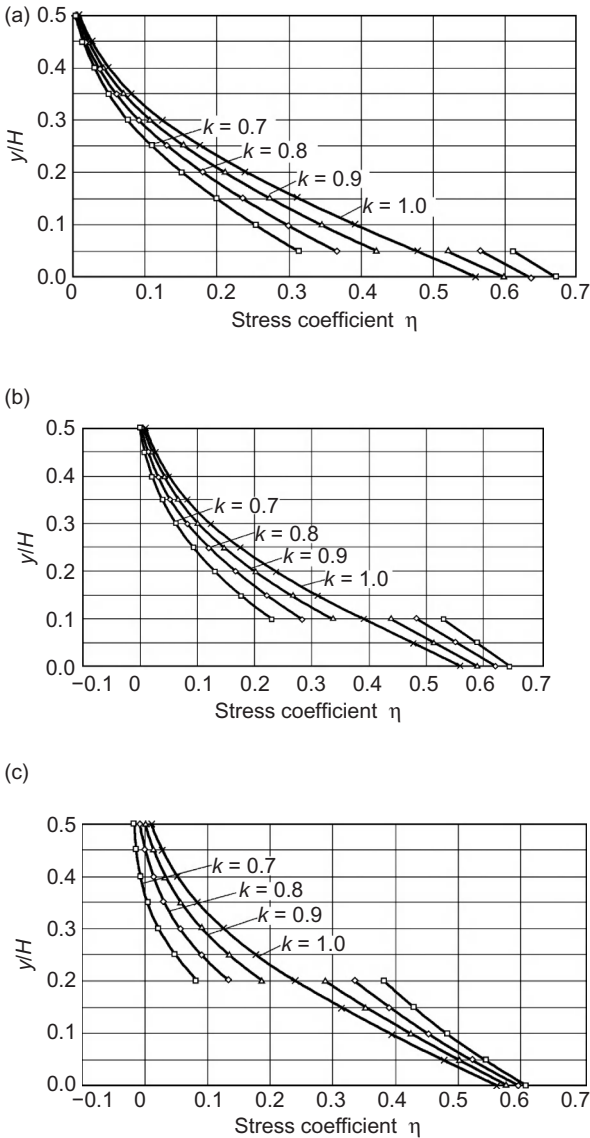 (a)
0.5
0.4
0.3
0.2
0.1
0.0
y/H
k = 0.7
k = 0.8
k = 0.9
k = 1.0
0 0.1 0.2 0.3 0.4 0.5 0.6 0.7
Stress coefficient η
(b)
0.5
0.4
0.3
0.2
0.1
0.0
y/H
k = 0.7
k = 0.8
k = 0.9
k = 1.0
−0.1 0 0.1 0.2 0.3 0.4 0.5 0.6 0.7
Stress coefficient η
(c)
0.5
0.4
0.3
0.2
0.1
0.0
y/H
k = 0.7
k = 0.8
k = 0.9
k = 1.0
−0.1 0 0.1 0.2 0.3 0.4 0.5 0.6 0.7
Stress coefficient η